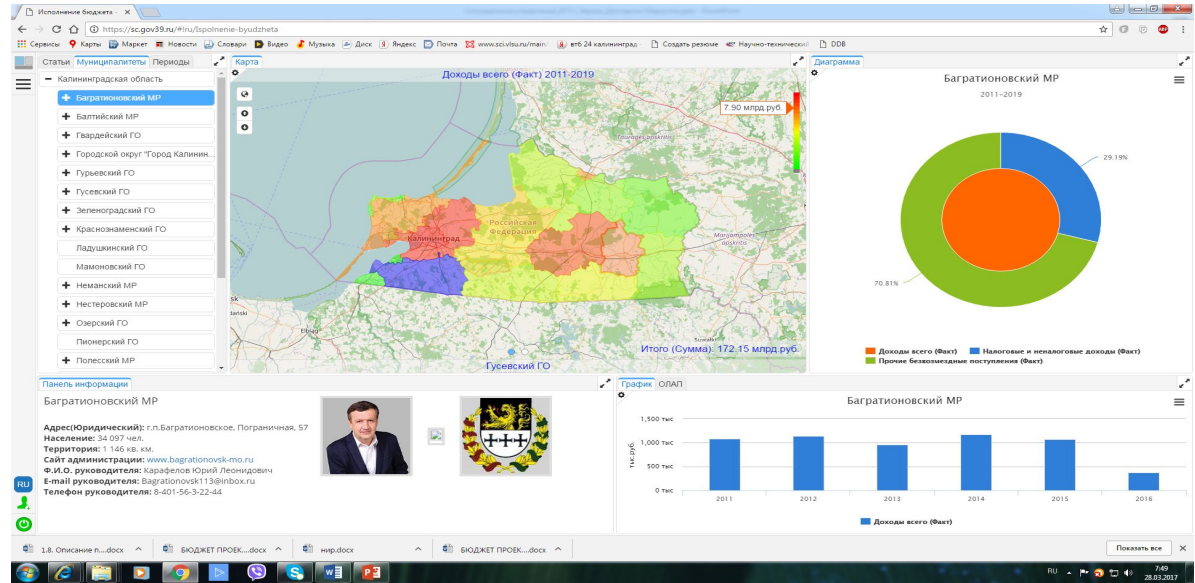 Исполнение бюджета -
https://sc.gov39.ru/#!ru/Ispolnenie-byudzheta
Сервисы Карты Маркет Новости Словари Видео Музыка Диск Яндекс Почта www.sci.vlsu.ru/main/ втб 24 калининград - Создать резюме Научно-технический DDB
Статьи Муниципалитеты Периоды
Калининградская область
Багратионовский МР
Балтийский МР
Гвардейский ГО
Городской округ "Город Калинин...
Гурьевский ГО
Гусевский ГО
Зеленоградский ГО
Краснознаменский ГО
Ладушкинский ГО
Мамоновский ГО
Неманский МР
Нестеровский МР
Озерский ГО
Пионерский ГО
Полесский МР
Карта
Доходы всего (Факт) 2011-2019
7.90 млрд.руб.
Tauragės apskritis
Российская
Федерация
Калининград
Marijampolės
apskritis
Elbląg
Suwałki
Итого (Сумма): 172.15 млрд.руб.
Гусевский ГО
Диаграмма
Багратионовский МР
2011-2019
29.19%
70.81%
Доходы всего (Факт) Налоговые и неналоговые доходы (Факт)
Прочие безвозмездные поступления (Факт)
Панель информации
Багратионовский МР
Адрес(Юридический): г.п.Багратионовское, Пограничная, 57
Население: 34 097 чел.
Территория: 1 146 кв. км.
Сайт администрации: www.bagrationovsk-mo.ru
Ф.И.О. руководителя: Карафелов Юрий Леонидович
E-mail руководителя: Bagrationovsk113@inbox.ru
Телефон руководителя: 8-401-56-3-22-44
График ОЛАП
Багратионовский МР
тыс.руб.
1,500 тыс
1,000 тыс
500 тыс
0 тыс
2011 2012 2013 2014 2015 2016
Доходы всего (Факт)
RU
1.8. Описание п....docx БЮДЖЕТ ПРОЕК....docx нир.docx БЮДЖЕТ ПРОЕК....docx Показать все
RU 7:49
28.03.2017